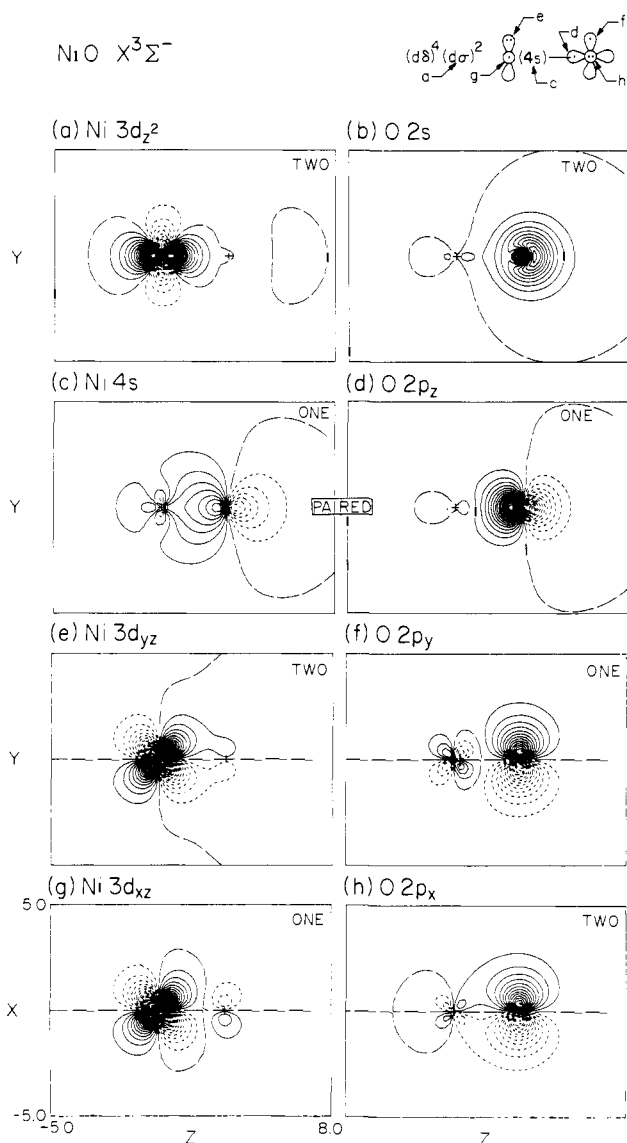 NiO X³Σ⁻
e
f
d
(dδ)⁴(dσ)² (4s)
a
g
c
h
(a) Ni 3d_z²
(b) O 2s
TWO
TWO
Y
(c) Ni 4s
(d) O 2p_z
ONE
ONE
Y
PAIRED
(e) Ni 3d_yz
(f) O 2p_y
TWO
ONE
Y
(g) Ni 3d_xz
(h) O 2p_x
5.0
ONE
TWO
X
-5.0
-5.0
Z
8.0
Z